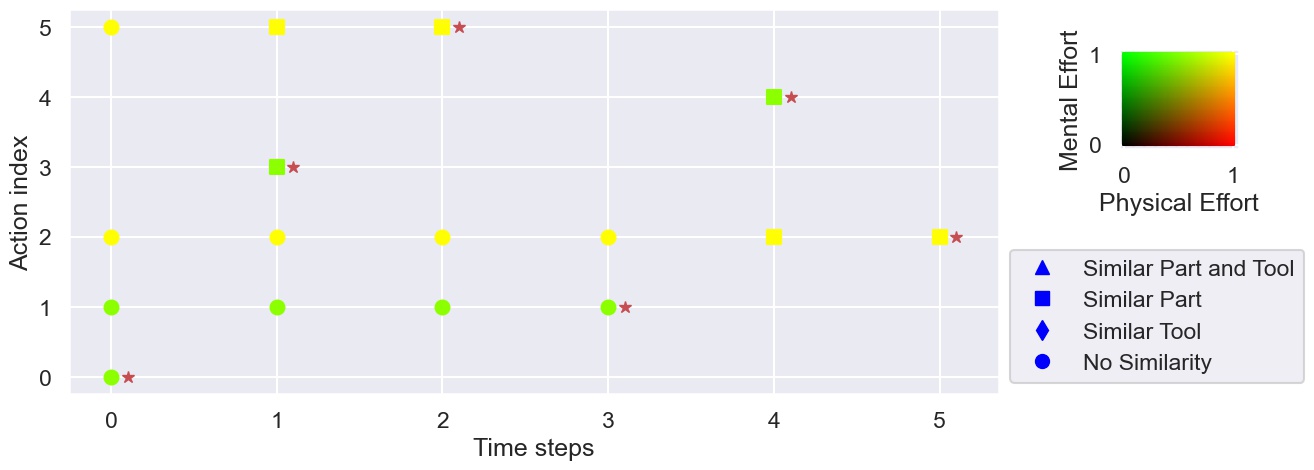 5
4
3
2
1
0
Action index
0 1 2 3 4 5
Time steps
Mental Effort
1
0
0 1
Physical Effort
Similar Part and Tool
Similar Part
Similar Tool
No Similarity